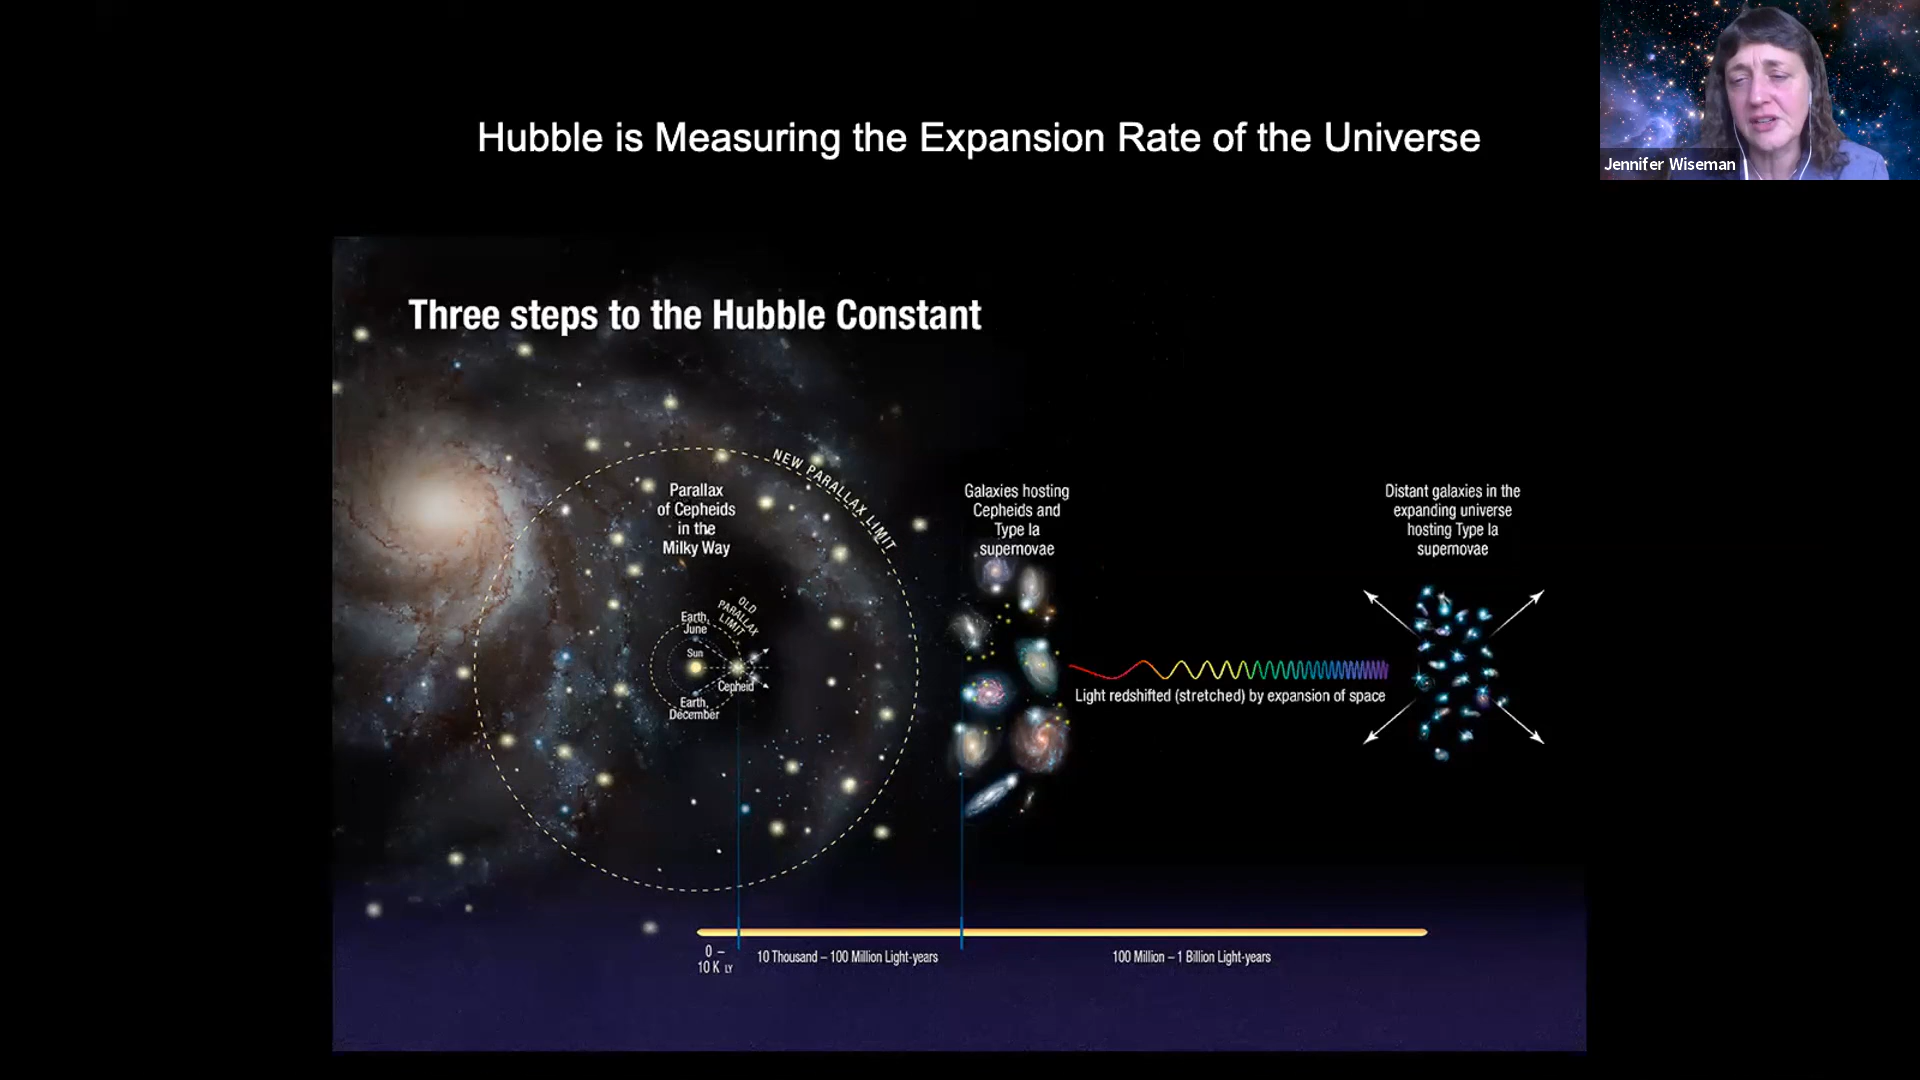 Hubble is Measuring the Expansion Rate of the Universe
Jennifer Wiseman
Three steps to the Hubble Constant
NEW PARALLAX LIMIT
Parallax
of Cepheids
in the
Milky Way
OLD
PARALLAX
LIMIT
Earth,
June
Sun
Cepheid
Earth,
December
Galaxies hosting
Cepheids and
Type Ia
supernovae
Light redshifted (stretched) by expansion of space
Distant galaxies in the
expanding universe
hosting Type Ia
supernovae
0 –
10 K LY
10 Thousand – 100 Million Light-years
100 Million – 1 Billion Light-years